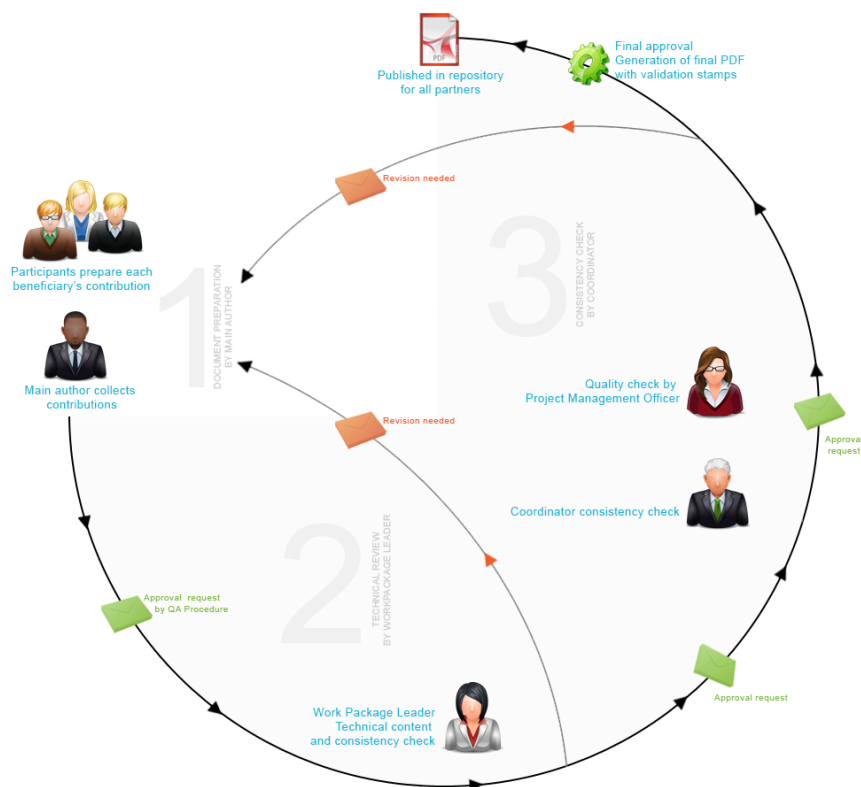 PDF
Published in repository
for all partners
Final approval
Generation of final PDF
with validation stamps
Revision needed
Participants prepare each
beneficiary's contribution
1
DOCUMENT PREPARATION
BY MAIN AUTHOR
3
CONSISTENCY CHECK
BY COORDINATOR
Main author collects
contributions
Quality check by
Project Management Officer
Revision needed
Approval
request
Coordinator consistency check
2
TECHNICAL REVIEW
BY WORKPACKAGE LEADER
Approval request
by QA Procedure
Approval request
Work Package Leader
Technical content
and consistency check